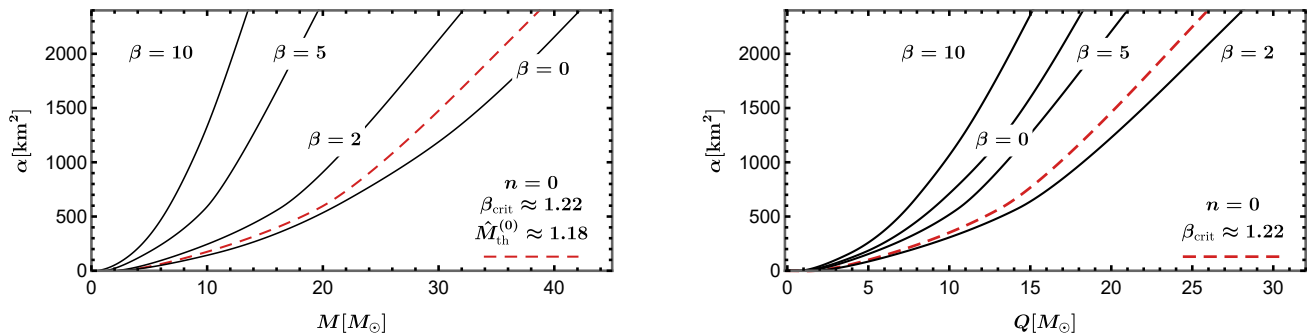 2000
1500
1000
500
0
α[km²]
β = 10
β = 5
β = 0
β = 2
n = 0
β_crit ≈ 1.22
M̂_th^(0) ≈ 1.18
0
10
20
30
40
M[M_⊙]
2000
1500
1000
500
0
α[km²]
β = 10
β = 5
β = 2
β = 0
n = 0
β_crit ≈ 1.22
0
5
10
15
20
25
30
Q[M_⊙]